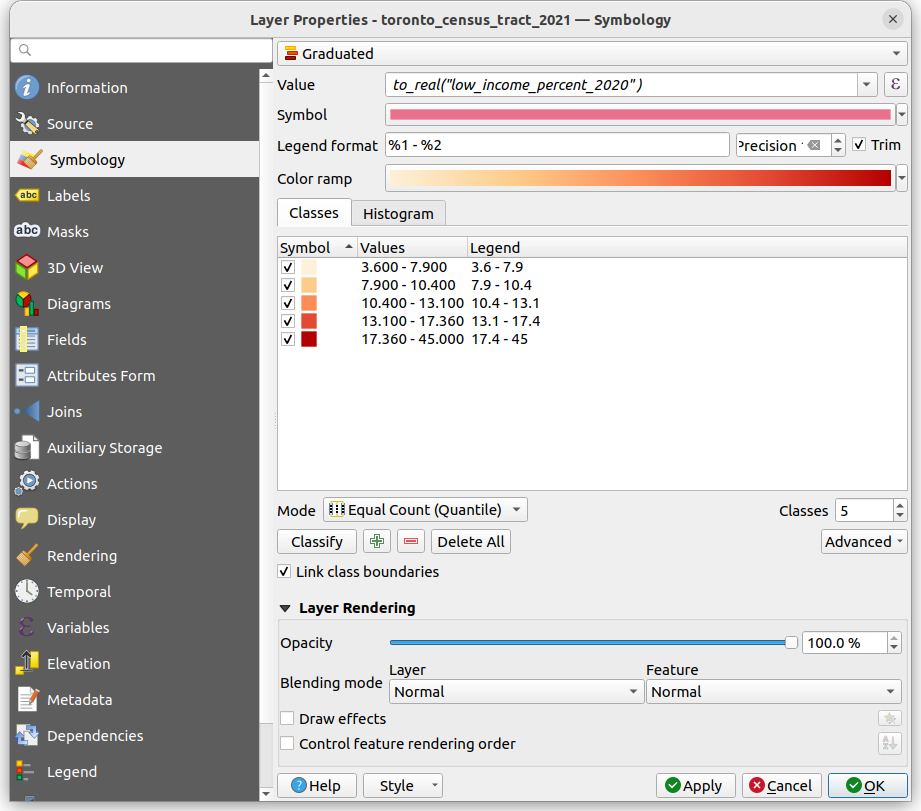 Layer Properties - toronto_census_tract_2021 — Symbology
Information
Source
Symbology
abc Labels
abc Masks
3D View
Diagrams
Fields
Attributes Form
Joins
Auxiliary Storage
Actions
Display
Rendering
Temporal
ε Variables
Elevation
Metadata
Dependencies
Legend
Graduated
Value to_real("low_income_percent_2020") ε
Symbol
Legend format %1 - %2 Precision Trim
Color ramp
Classes Histogram
Symbol Values Legend
3.600 - 7.900 3.6 - 7.9
7.900 - 10.400 7.9 - 10.4
10.400 - 13.100 10.4 - 13.1
13.100 - 17.360 13.1 - 17.4
17.360 - 45.000 17.4 - 45
Mode Equal Count (Quantile) Classes 5
Classify Delete All Advanced
Link class boundaries
Layer Rendering
Opacity 100.0 %
Layer Feature
Blending mode Normal Normal
Draw effects
Control feature rendering order
Help Style Apply Cancel OK